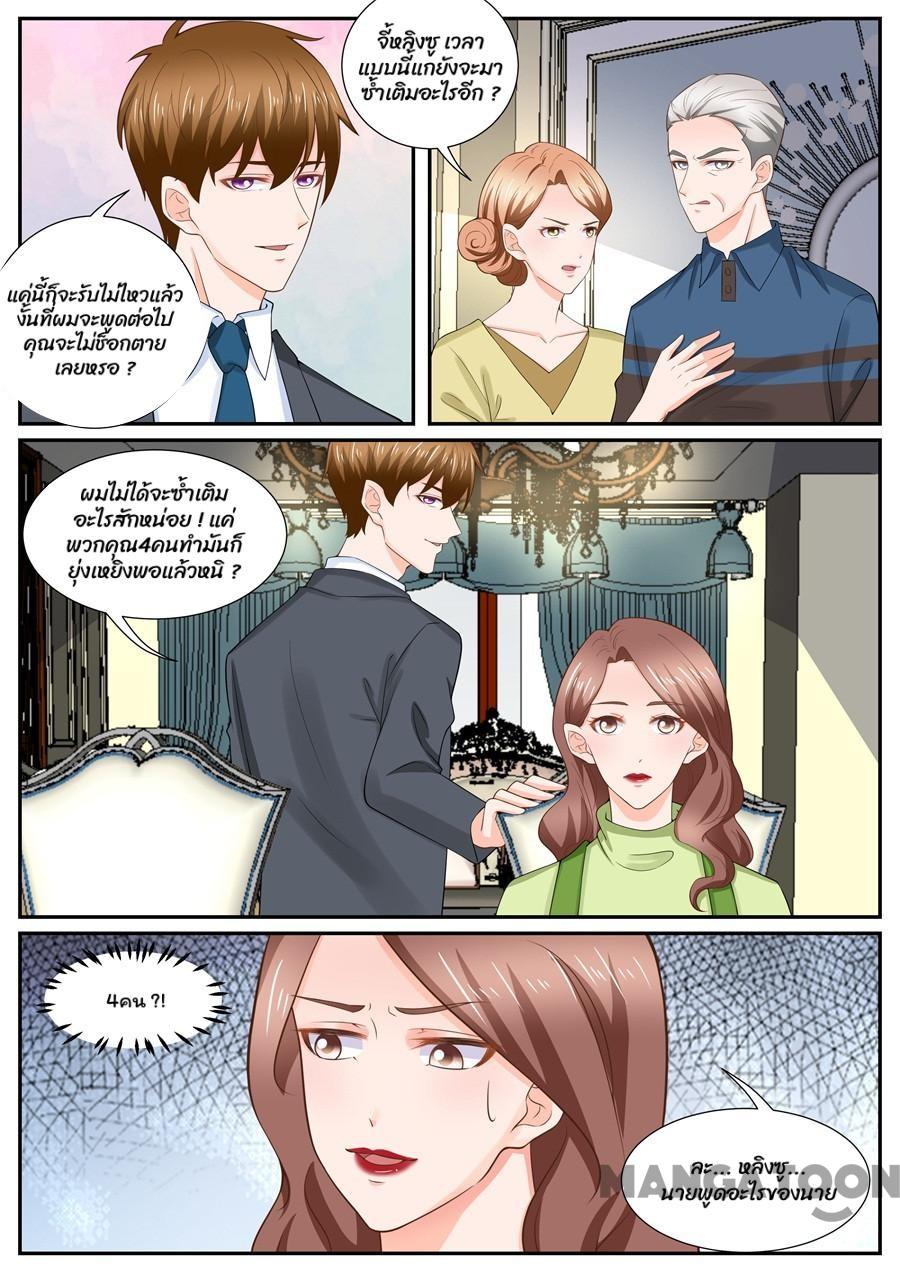 แค่นี้ก็จะรับไม่ไหวแล้ว
งั้นที่ผมจะพูดต่อไป
คุณจะไม่ช็อกตาย
เลยหรอ ?
จี้หลิงซู เวลา
แบบนี้แกยังจะมา
ซ้ำเติมอะไรอีก ?
ผมไม่ได้จะซ้ำเติม
อะไรสักหน่อย ! แค่
พวกคุณ4คนทำมันก็
ยุ่งเหยิงพอแล้วหนิ ?
4คน ?!
ละ... หลิงซู...
นายพูดอะไรของนาย
MANGATOON